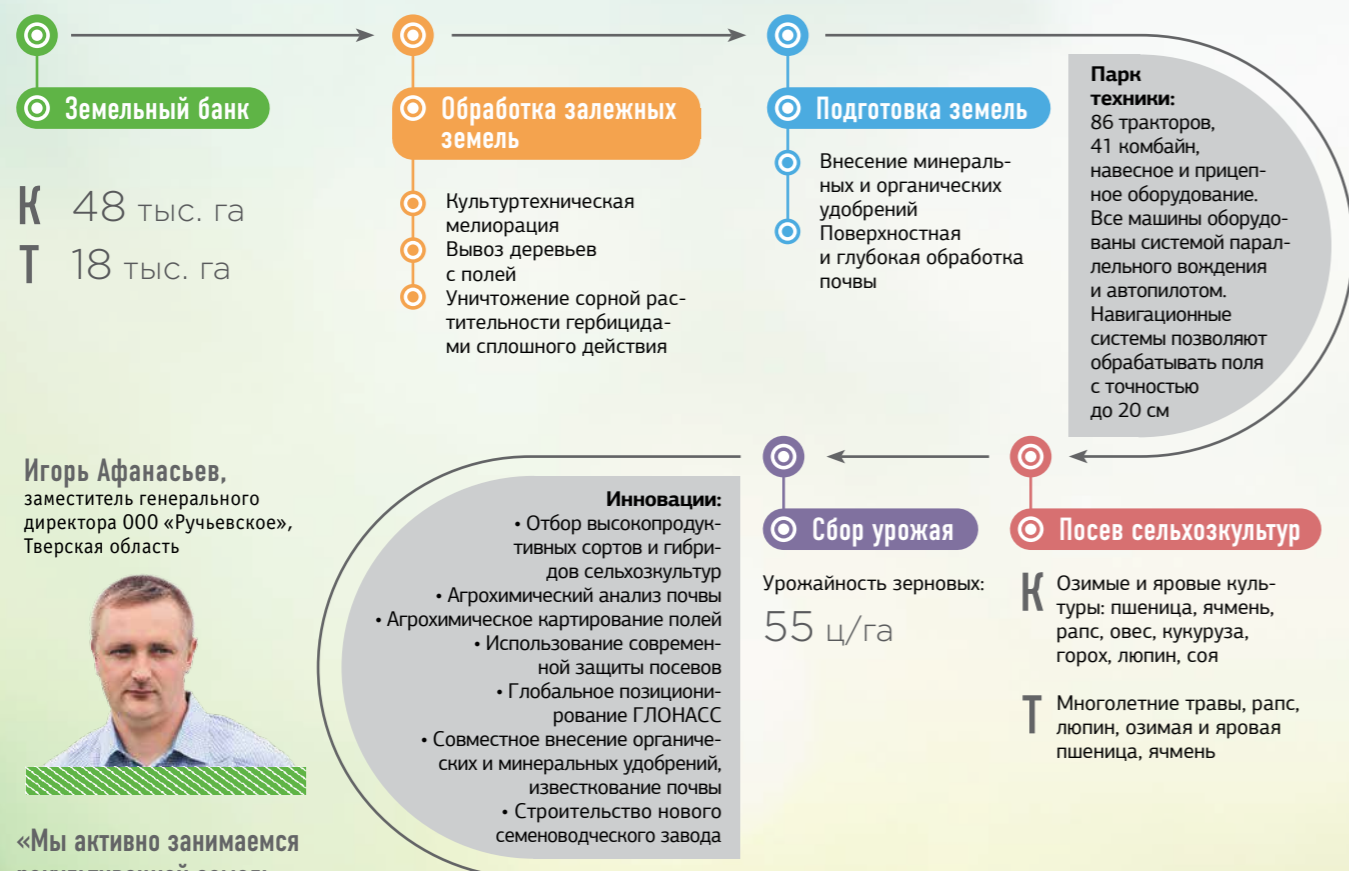 Земельный банк
К 48 тыс. га
Т 18 тыс. га
Обработка залежных
земель
Культуртехническая
мелиорация
Вывоз деревьев
с полей
Уничтожение сорной рас-
тительности гербицида-
ми сплошного действия
Подготовка земель
Внесение минераль-
ных и органических
удобрений
Поверхностная
и глубокая обработка
почвы
Парк
техники:
86 тракторов,
41 комбайн,
навесное и прицеп-
ное оборудование.
Все машины оборудо-
ваны системой парал-
лельного вождения
и автопилотом.
Навигационные
системы позволяют
обрабатывать поля
с точностью
до 20 см
Посев сельхозкультур
К Озимые и яровые куль-
туры: пшеница, ячмень,
рапс, овес, кукуруза,
горох, люпин, соя
Т Многолетние травы, рапс,
люпин, озимая и яровая
пшеница, ячмень
Сбор урожая
Урожайность зерновых:
55 ц/га
Инновации:
• Отбор высокопродук-
тивных сортов и гибри-
дов сельхозкультур
• Агрохимический анализ почвы
• Агрохимическое картирование полей
• Использование современ-
ной защиты посевов
• Глобальное позициони-
рование ГЛОНАСС
• Совместное внесение органиче-
ских и минеральных удобрений,
известкование почвы
• Строительство нового
семеноводческого завода
Игорь Афанасьев,
заместитель генерального
директора ООО «Ручьевское»,
Тверская область
«Мы активно занимаемся